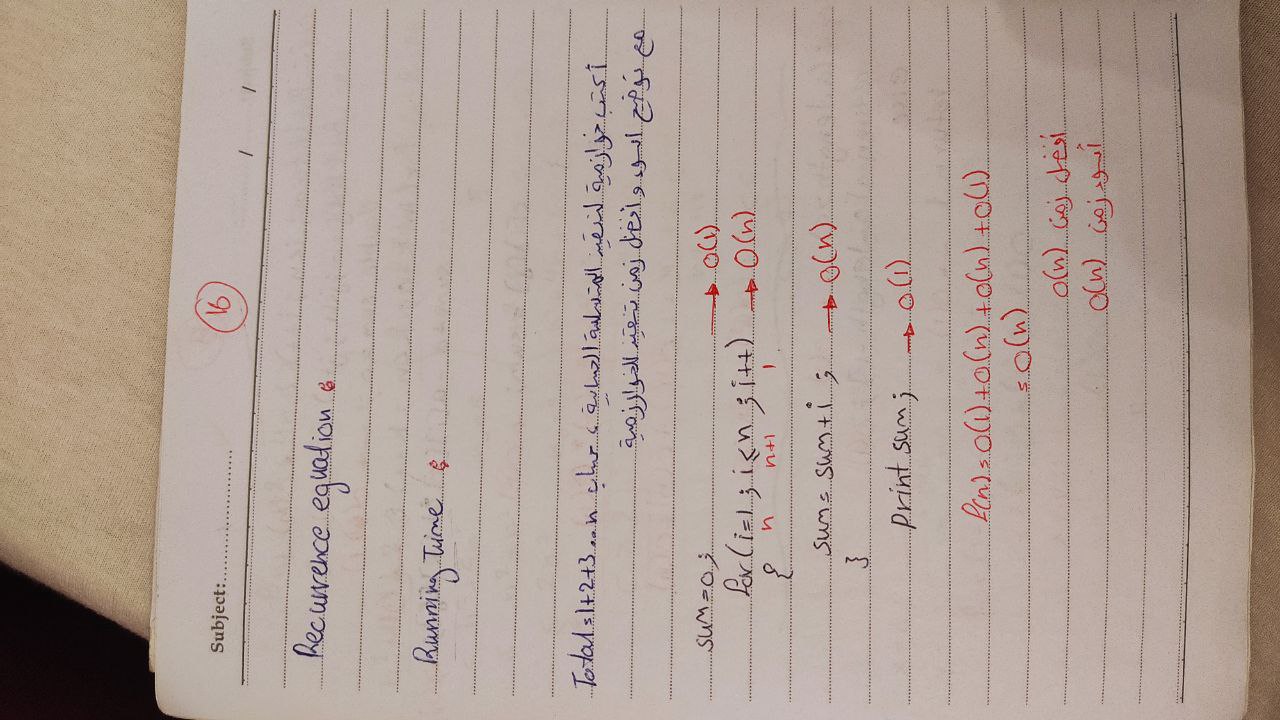 Subject:
/ /
16
Recurrence equation :
Running Time :
Total = 1+2+3...n أكتب خوارزمية لتنفيذ المتسلسلة الحسابية ، حساب
مع توضيح اسوء وافضل زمن تنفيذ للخوارزمية
sum=0; → O(1)
for(i=1; i≤n; i++) → O(n)
n n+1 1
{
sum= sum+i; → O(n)
}
print sum; → O(1)
f(n)=O(1)+O(n)+O(n)+O(1)
= O(n)
O(n) أفضل زمن
O(n) أسوء زمن